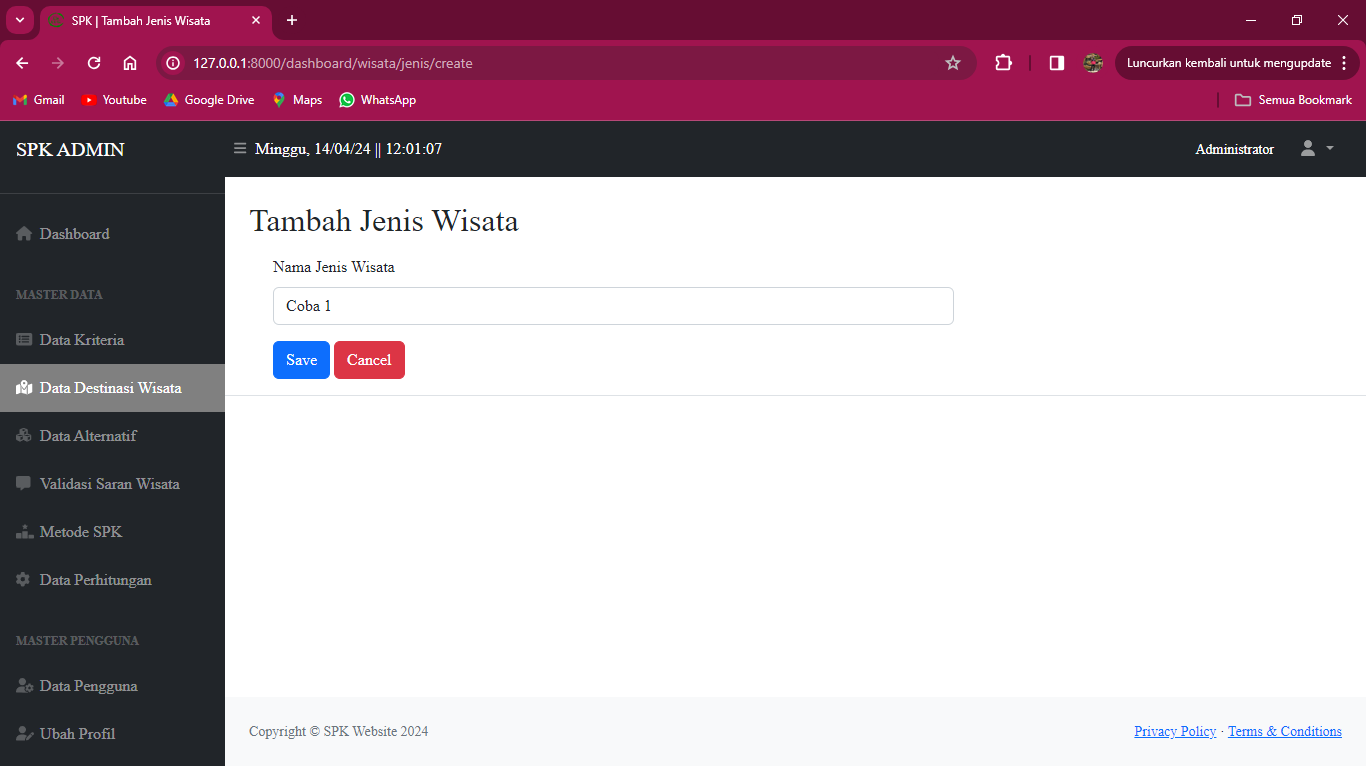 SPK | Tambah Jenis Wisata
127.0.0.1:8000/dashboard/wisata/jenis/create
Luncurkan kembali untuk mengupdate
Gmail
Youtube
Google Drive
Maps
WhatsApp
Semua Bookmark
SPK ADMIN
Minggu, 14/04/24 || 12:01:07
Administrator
Dashboard
MASTER DATA
Data Kriteria
Data Destinasi Wisata
Data Alternatif
Validasi Saran Wisata
Metode SPK
Data Perhitungan
MASTER PENGGUNA
Data Pengguna
Ubah Profil
Tambah Jenis Wisata
Nama Jenis Wisata
Coba 1
Save
Cancel
Copyright © SPK Website 2024
Privacy Policy · Terms & Conditions